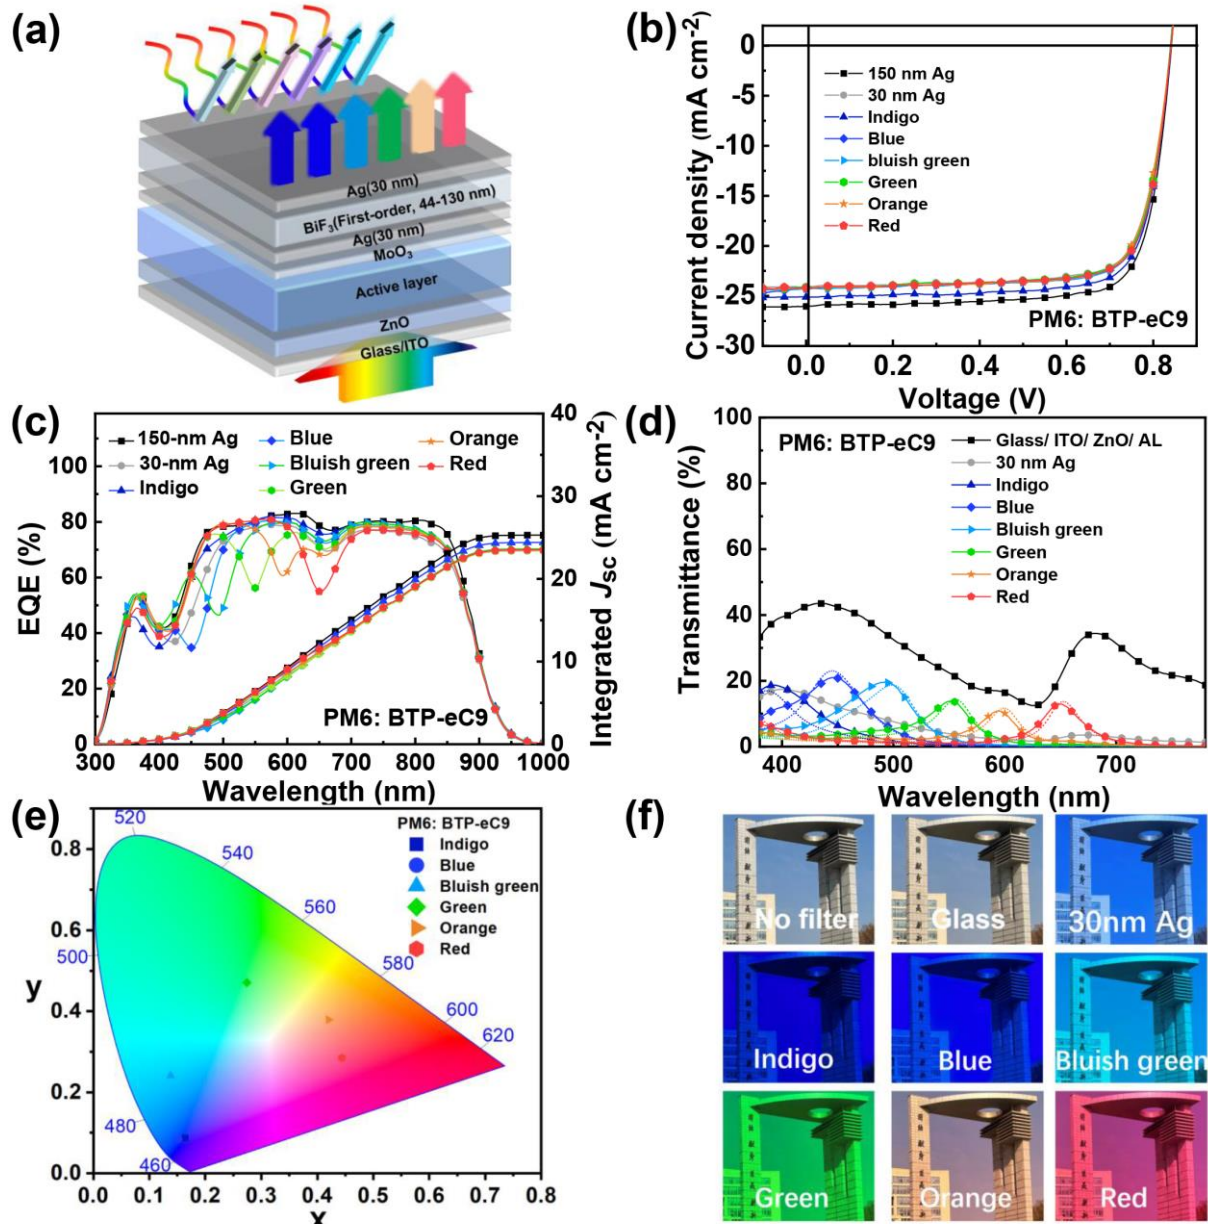 (a)
Ag(30 nm)
BiF₃(First-order, 44-130 nm)
Ag(30 nm)
MoO₃
Active layer
ZnO
Glass/ITO
(b)
Current density (mA cm⁻²)
0
-5
-10
-15
-20
-25
-30
150 nm Ag
30 nm Ag
Indigo
Blue
bluish green
Green
Orange
Red
PM6: BTP-eC9
0.0 0.2 0.4 0.6 0.8
Voltage (V)
(c)
EQE (%)
100
80
60
40
20
0
150-nm Ag
30-nm Ag
Indigo
Blue
Bluish green
Green
Orange
Red
PM6: BTP-eC9
40
30
20
10
0
Integrated Jsc (mA cm⁻²)
300 400 500 600 700 800 900 1000
Wavelength (nm)
(d)
Transmittance (%)
100
80
60
40
20
0
PM6: BTP-eC9
Glass/ ITO/ ZnO/ AL
30 nm Ag
Indigo
Blue
Bluish green
Green
Orange
Red
400 500 600 700
Wavelength (nm)
(e)
y
0.8
0.6
0.4
0.2
0.0
520
540
560
580
600
620
500
480
460
PM6: BTP-eC9
Indigo
Blue
Bluish green
Green
Orange
Red
0.0 0.1 0.2 0.3 0.4 0.5 0.6 0.7 0.8
X
(f)
No filter
Glass
30nm Ag
Indigo
Blue
Bluish green
Green
Orange
Red